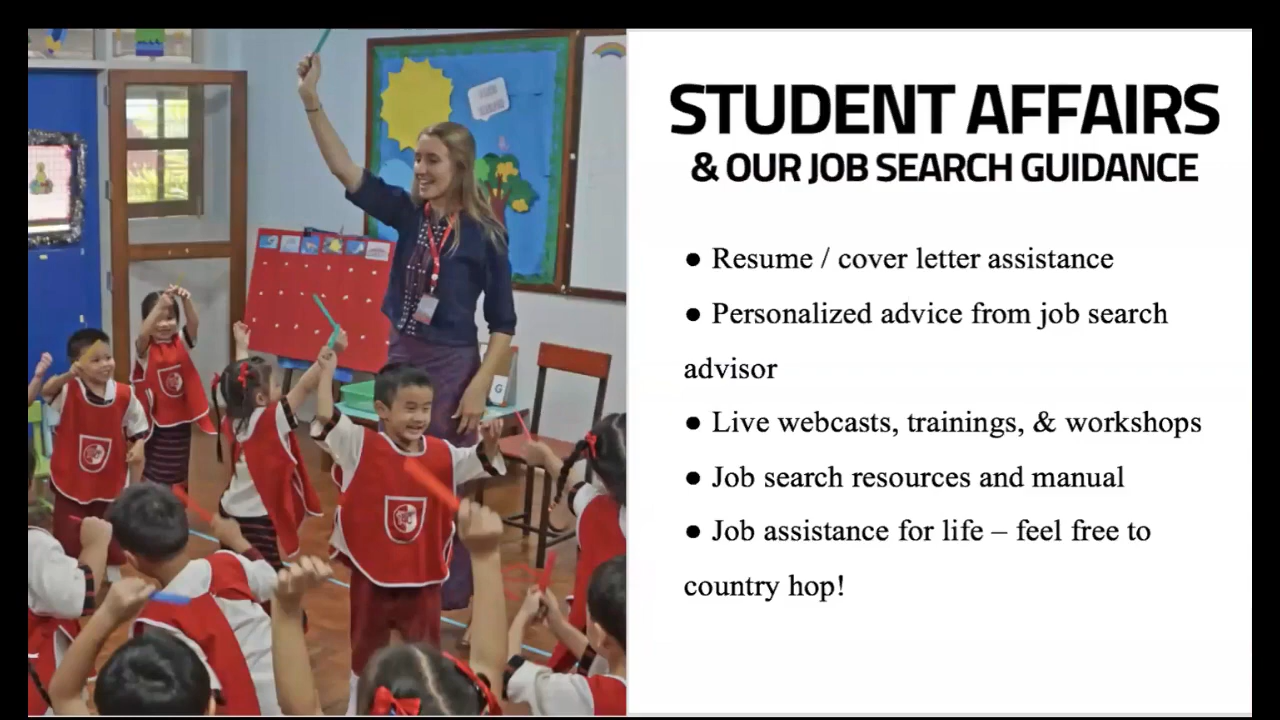 STUDENT AFFAIRS
& OUR JOB SEARCH GUIDANCE
● Resume / cover letter assistance
● Personalized advice from job search
advisor
● Live webcasts, trainings, & workshops
● Job search resources and manual
● Job assistance for life – feel free to
country hop!
G